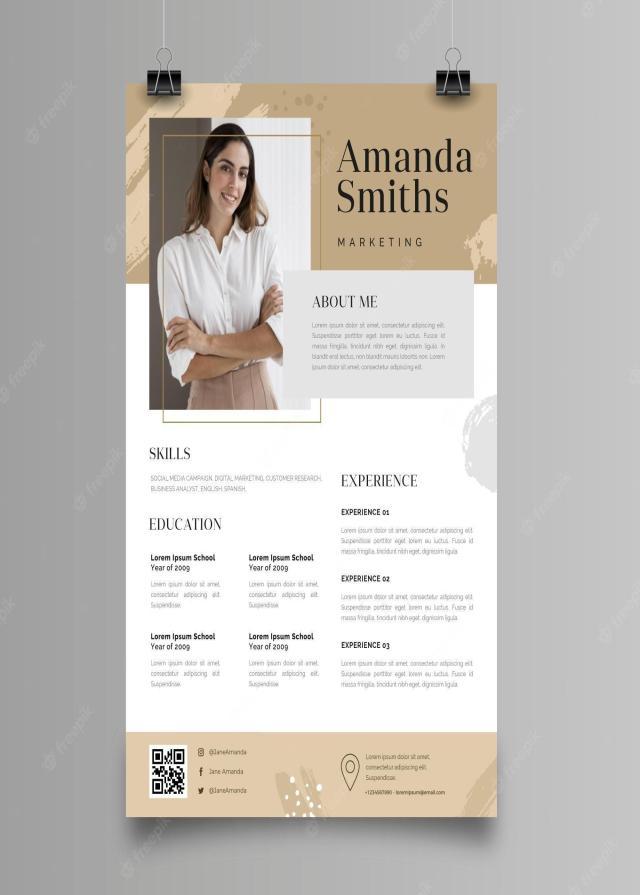 Amanda
Smiths
MARKETING
ABOUT ME
Lorem ipsum dolor sit amet, consectetur adipiscing elit.
Suspendisse porttitor lorem eu luctus. Fusce id
massa fringilla, tincidunt nibh eget, dignissim mi. In
blandit erat lectus, non blandit mauris lobortis non. Lorem
ipsum dolor sit amet, consectetur adipiscing elit.
SKILLS
SOCIAL MEDIA CAMPAIGN, DIGITAL MARKETING, CUSTOMER RESEARCH,
BUSINESS ANALYST, ENGLISH, SPANISH,
EDUCATION
Lorem Ipsum School
Year of 2009
Lorem ipsum dolor sit amet,
consectetur adipiscing elit
Suspendisse.
Lorem Ipsum School
Year of 2009
Lorem ipsum dolor sit amet,
consectetur adipiscing elit
Suspendisse.
Lorem Ipsum School
Year of 2009
Lorem ipsum dolor sit amet,
consectetur adipiscing elit
Suspendisse.
Lorem Ipsum School
Year of 2009
Lorem ipsum dolor sit amet,
consectetur adipiscing elit
Suspendisse.
EXPERIENCE
EXPERIENCE 01
Lorem ipsum dolor sit amet, consectetur adipiscing elit.
Suspendisse porttitor lorem eu luctus. Fusce id
massa fringilla, tincidunt nibh eget, dignissim ac.
EXPERIENCE 02
Lorem ipsum dolor sit amet, consectetur adipiscing elit.
Suspendisse porttitor lorem eu luctus. Fusce id
massa fringilla, tincidunt nibh eget, dignissim ac.
EXPERIENCE 03
Lorem ipsum dolor sit amet, consectetur adipiscing elit.
Suspendisse porttitor lorem eu luctus. Fusce id
massa fringilla, tincidunt nibh eget, dignissim ac.
@JaneAmanda
Jane Amanda
@JaneAmanda
Lorem ipsum dolor sit amet,
consectetur adipiscing elit.
Suspendisse.
+1234567890 - loremipsum@email.com
freepik